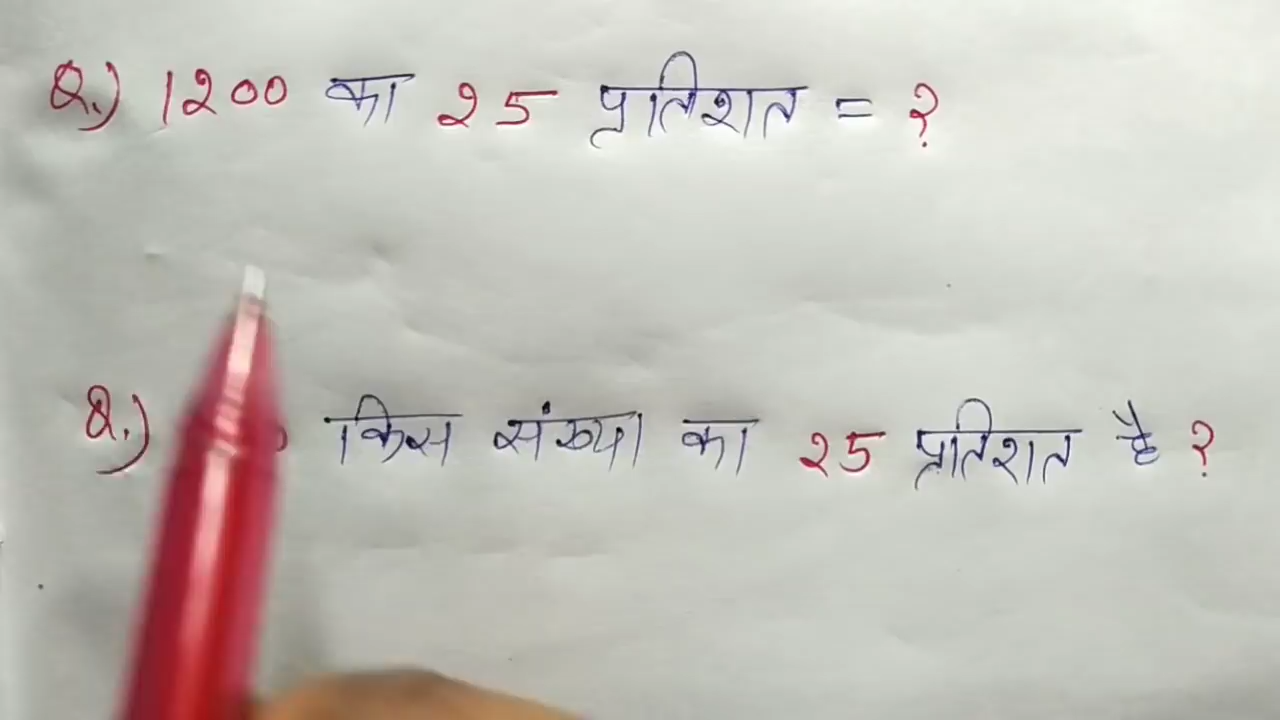 Q.) 1200 का 25 प्रतिशत = ?
Q.) किस संख्या का 25 प्रतिशत है ?